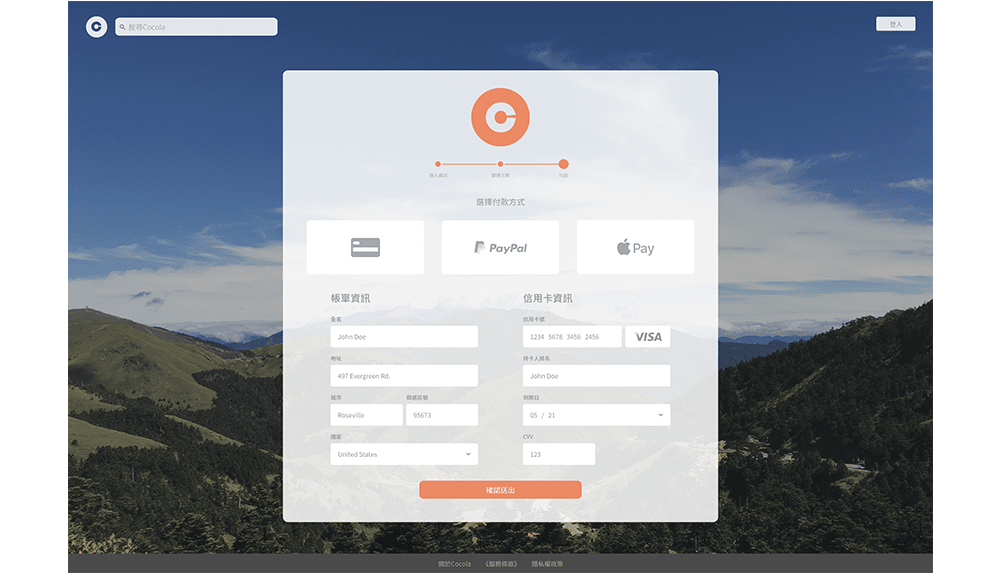 搜尋Cocola
登入
個人資訊 選擇方案 付款
選擇付款方式
PayPal
Pay
帳單資訊
全名
John Doe
地址
497 Evergreen Rd.
城市 郵遞區號
Roseville 95673
國家
United States
信用卡資訊
信用卡號
1234 5678 3456 2456 VISA
持卡人姓名
John Doe
到期日
05 / 21
CVV
123
確認送出
關於Cocola 《服務條款》 隱私權政策